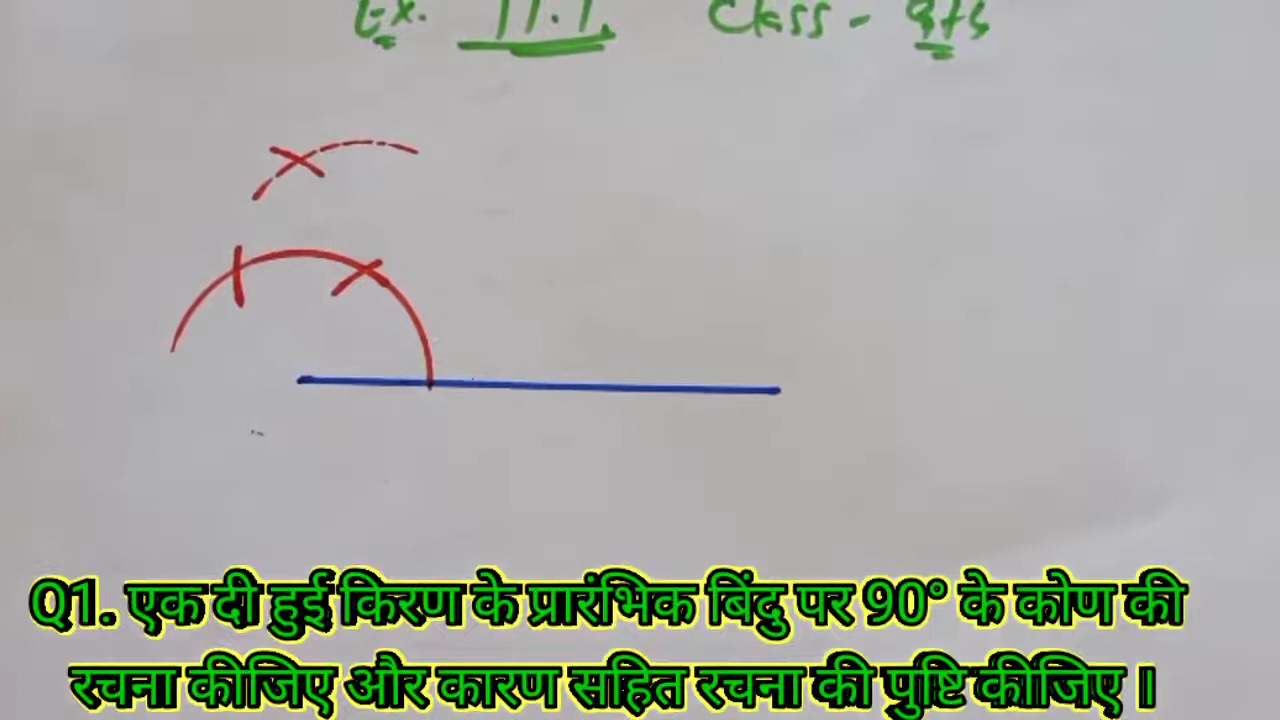 Ex. 11.1. Class - 9th
Q1. एक दी हुई किरण के प्रारंभिक बिंदु पर 90° के कोण की
रचना कीजिए और कारण सहित रचना की पुष्टि कीजिए ।